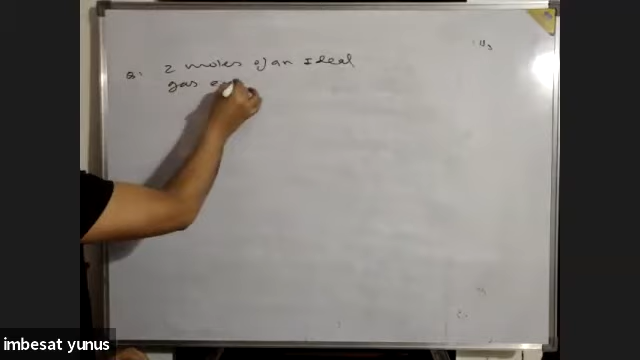 Q: 2 moles of an Ideal
gas
imbesat yunus